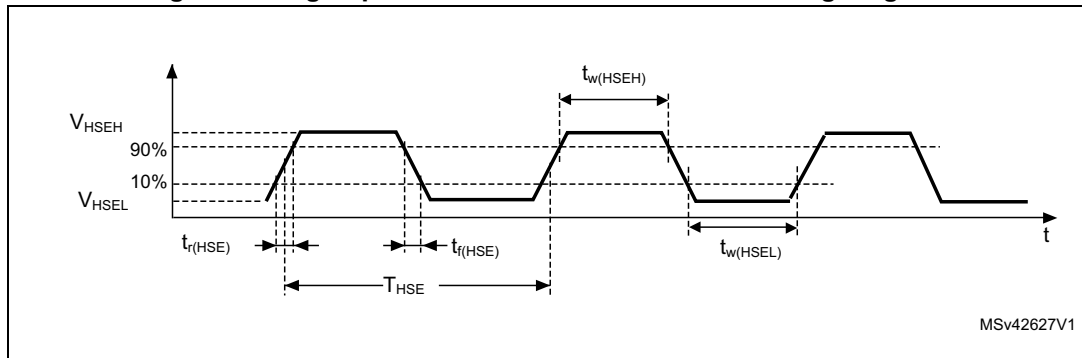 V_HSEH
90%
10%
V_HSEL
t_r(HSE)
t_f(HSE)
T_HSE
t_w(HSEH)
t_w(HSEL)
t
MSv42627V1